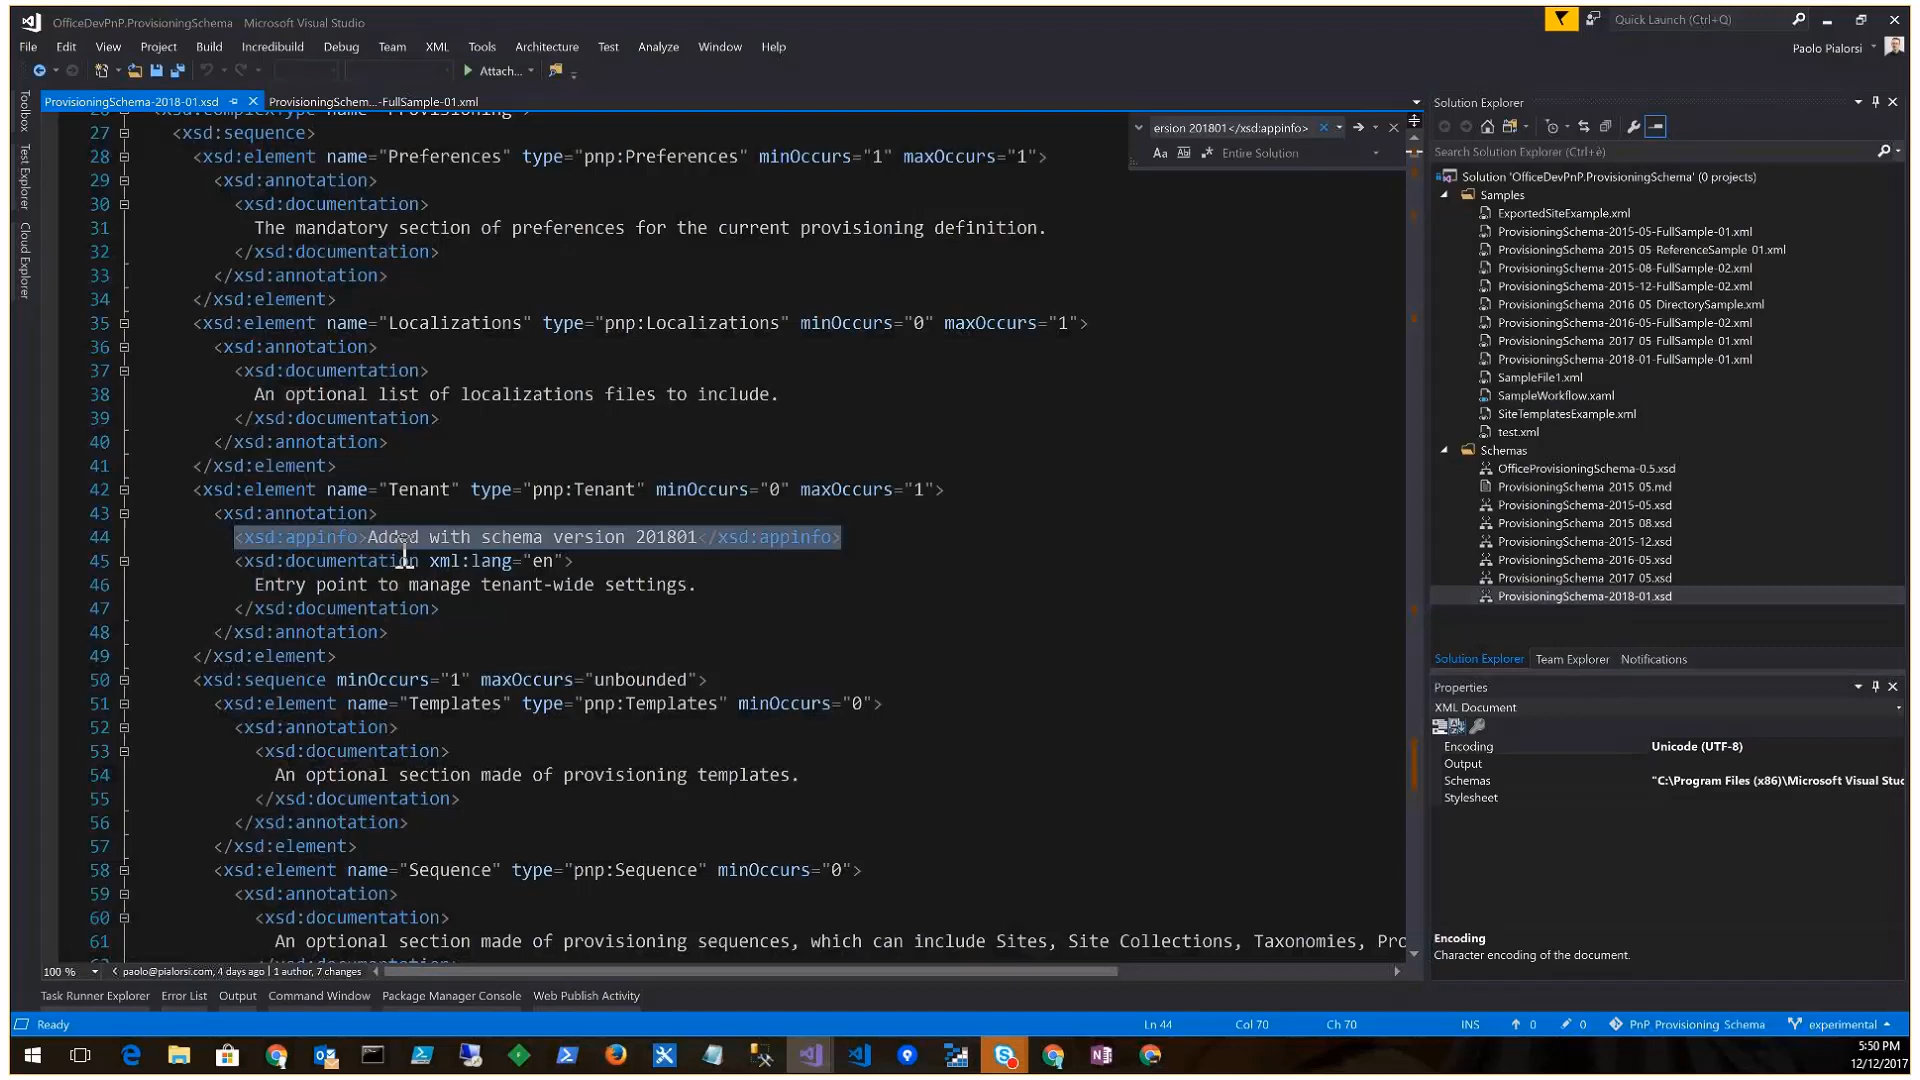 OfficeDevPnP.ProvisioningSchema - Microsoft Visual Studio
Quick Launch (Ctrl+Q)
File Edit View Project Build Incredibuild Debug Team XML Tools Architecture Test Analyze Window Help
Paolo Pialorsi
Attach...
Toolbox
Test Explorer
Cloud Explorer
ProvisioningSchema-2018-01.xsd
ProvisioningSchem...-FullSample-01.xml
ersion 201801</xsd:appinfo>
Aa Entire Solution
27 <xsd:sequence>
28 <xsd:element name="Preferences" type="pnp:Preferences" minOccurs="1" maxOccurs="1">
29 <xsd:annotation>
30 <xsd:documentation>
31 The mandatory section of preferences for the current provisioning definition.
32 </xsd:documentation>
33 </xsd:annotation>
34 </xsd:element>
35 <xsd:element name="Localizations" type="pnp:Localizations" minOccurs="0" maxOccurs="1">
36 <xsd:annotation>
37 <xsd:documentation>
38 An optional list of localizations files to include.
39 </xsd:documentation>
40 </xsd:annotation>
41 </xsd:element>
42 <xsd:element name="Tenant" type="pnp:Tenant" minOccurs="0" maxOccurs="1">
43 <xsd:annotation>
44 <xsd:appinfo>Added with schema version 201801</xsd:appinfo>
45 <xsd:documentation xml:lang="en">
46 Entry point to manage tenant-wide settings.
47 </xsd:documentation>
48 </xsd:annotation>
49 </xsd:element>
50 <xsd:sequence minOccurs="1" maxOccurs="unbounded">
51 <xsd:element name="Templates" type="pnp:Templates" minOccurs="0">
52 <xsd:annotation>
53 <xsd:documentation>
54 An optional section made of provisioning templates.
55 </xsd:documentation>
56 </xsd:annotation>
57 </xsd:element>
58 <xsd:element name="Sequence" type="pnp:Sequence" minOccurs="0">
59 <xsd:annotation>
60 <xsd:documentation>
61 An optional section made of provisioning sequences, which can include Sites, Site Collections, Taxonomies, Pro
100 % paolo@pialorsi.com, 4 days ago | 1 author, 7 changes
Task Runner Explorer Error List Output Command Window Package Manager Console Web Publish Activity
Solution Explorer
Search Solution Explorer (Ctrl+è)
Solution 'OfficeDevPnP.ProvisioningSchema' (0 projects)
Samples
ExportedSiteExample.xml
ProvisioningSchema-2015-05-FullSample-01.xml
ProvisioningSchema-2015 05 ReferenceSample 01.xml
ProvisioningSchema-2015-08-FullSample-02.xml
ProvisioningSchema-2015-12-FullSample-02.xml
ProvisioningSchema 2016 05 DirectorySample.xml
ProvisioningSchema-2016-05-FullSample-02.xml
ProvisioningSchema 2017 05 FullSample 01.xml
ProvisioningSchema-2018-01-FullSample-01.xml
SampleFile1.xml
SampleWorkflow.xaml
SiteTemplatesExample.xml
test.xml
Schemas
OfficeProvisioningSchema-0.5.xsd
ProvisioningSchema 2015 05.md
ProvisioningSchema-2015-05.xsd
ProvisioningSchema 2015 08.xsd
ProvisioningSchema-2015-12.xsd
ProvisioningSchema-2016-05.xsd
ProvisioningSchema 2017 05.xsd
ProvisioningSchema-2018-01.xsd
Solution Explorer Team Explorer Notifications
Properties
XML Document
Encoding Unicode (UTF-8)
Output
Schemas "C:\Program Files (x86)\Microsoft Visual Stuc
Stylesheet
Encoding
Character encoding of the document.
Ready Ln 44 Col 70 Ch 70 INS 0 0 PnP Provisioning Schema experimental
5:50 PM
12/12/2017